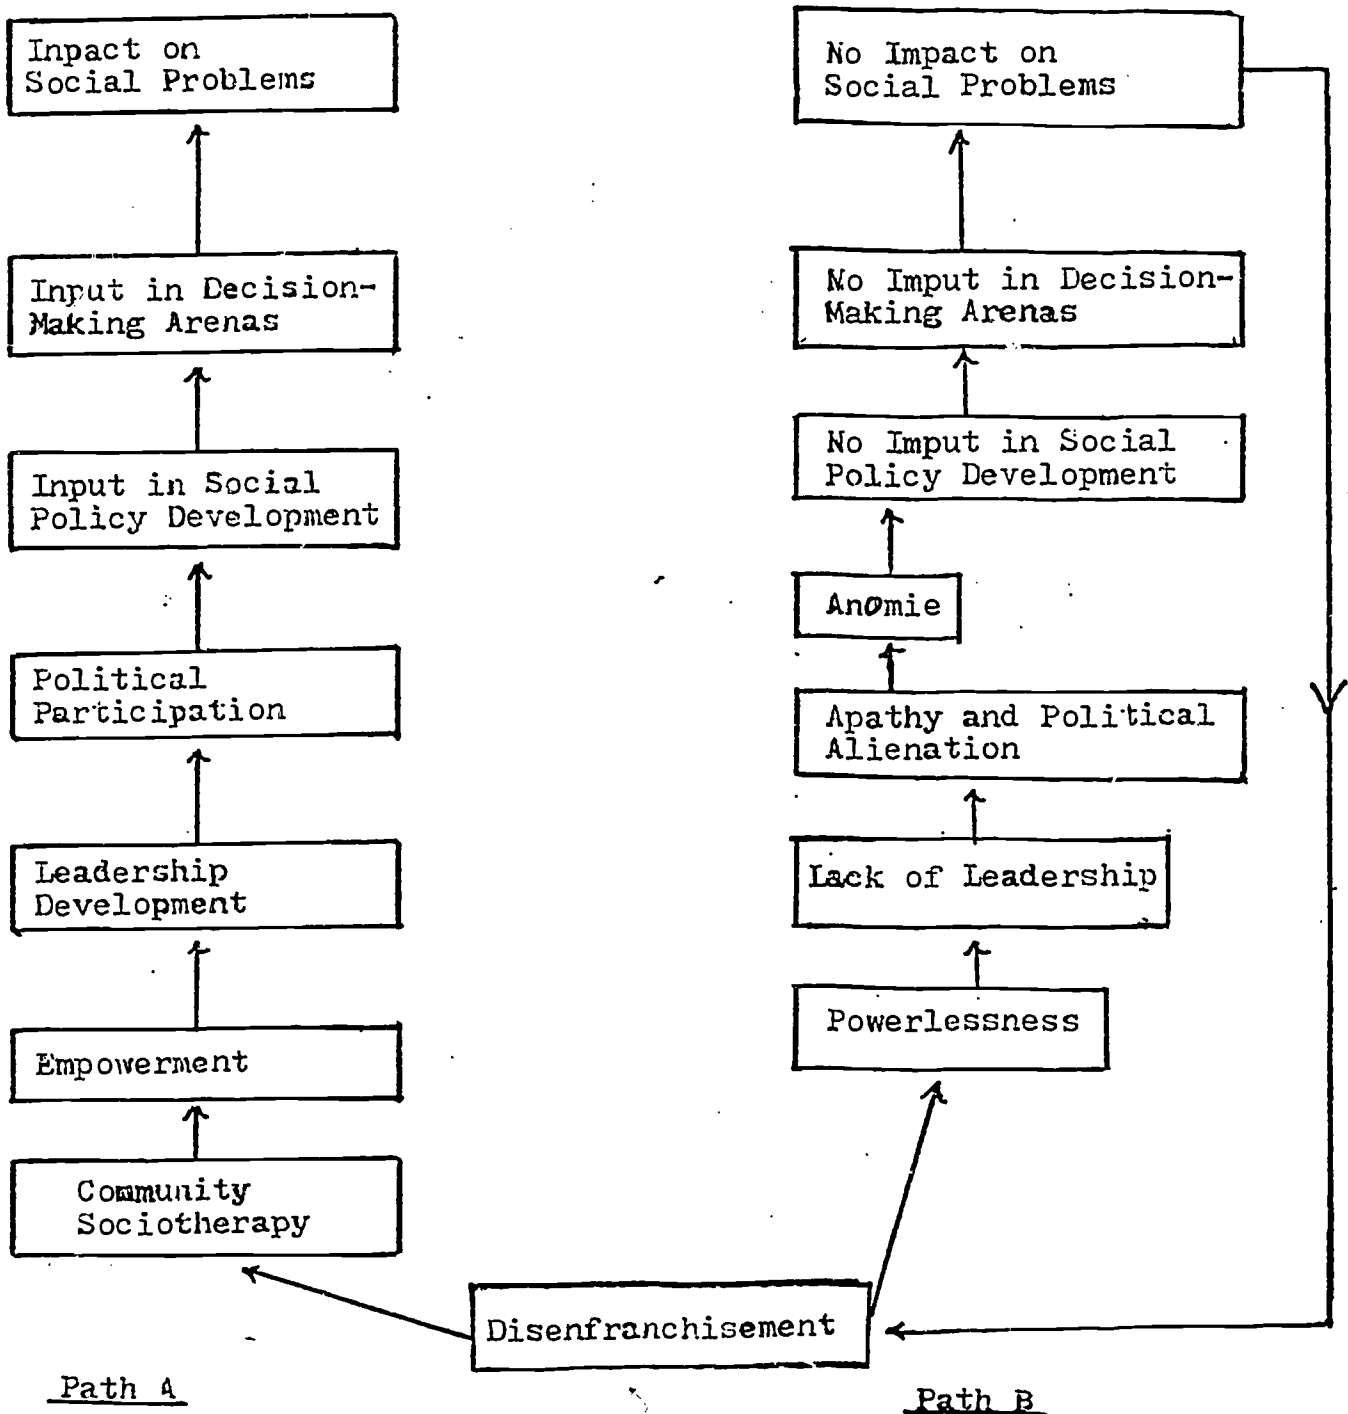 Inpact on
Social Problems
Input in Decision-
Making Arenas
Input in Social
Policy Development
Political
Participation
Leadership
Development
Empowerment
Community
Sociotherapy
Path A
No Impact on
Social Problems
No Imput in Decision-
Making Arenas
No Imput in Social
Policy Development
Anomie
Apathy and Political
Alienation
Lack of Leadership
Powerlessness
Disenfranchisement
Path B